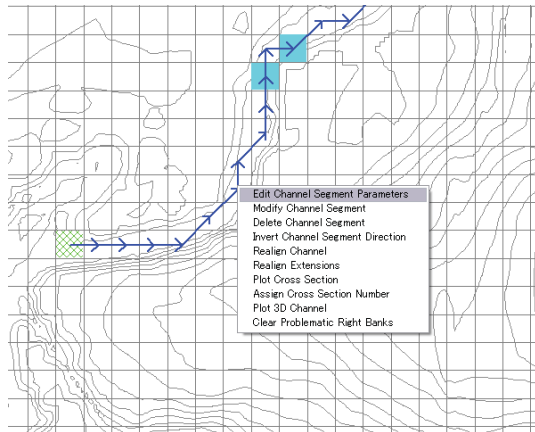 Edit Channel Segment Parameters
Modify Channel Segment
Delete Channel Segment
Invert Channel Segment Direction
Realign Channel
Realign Extensions
Plot Cross Section
Assign Cross Section Number
Plot 3D Channel
Clear Problematic Right Banks